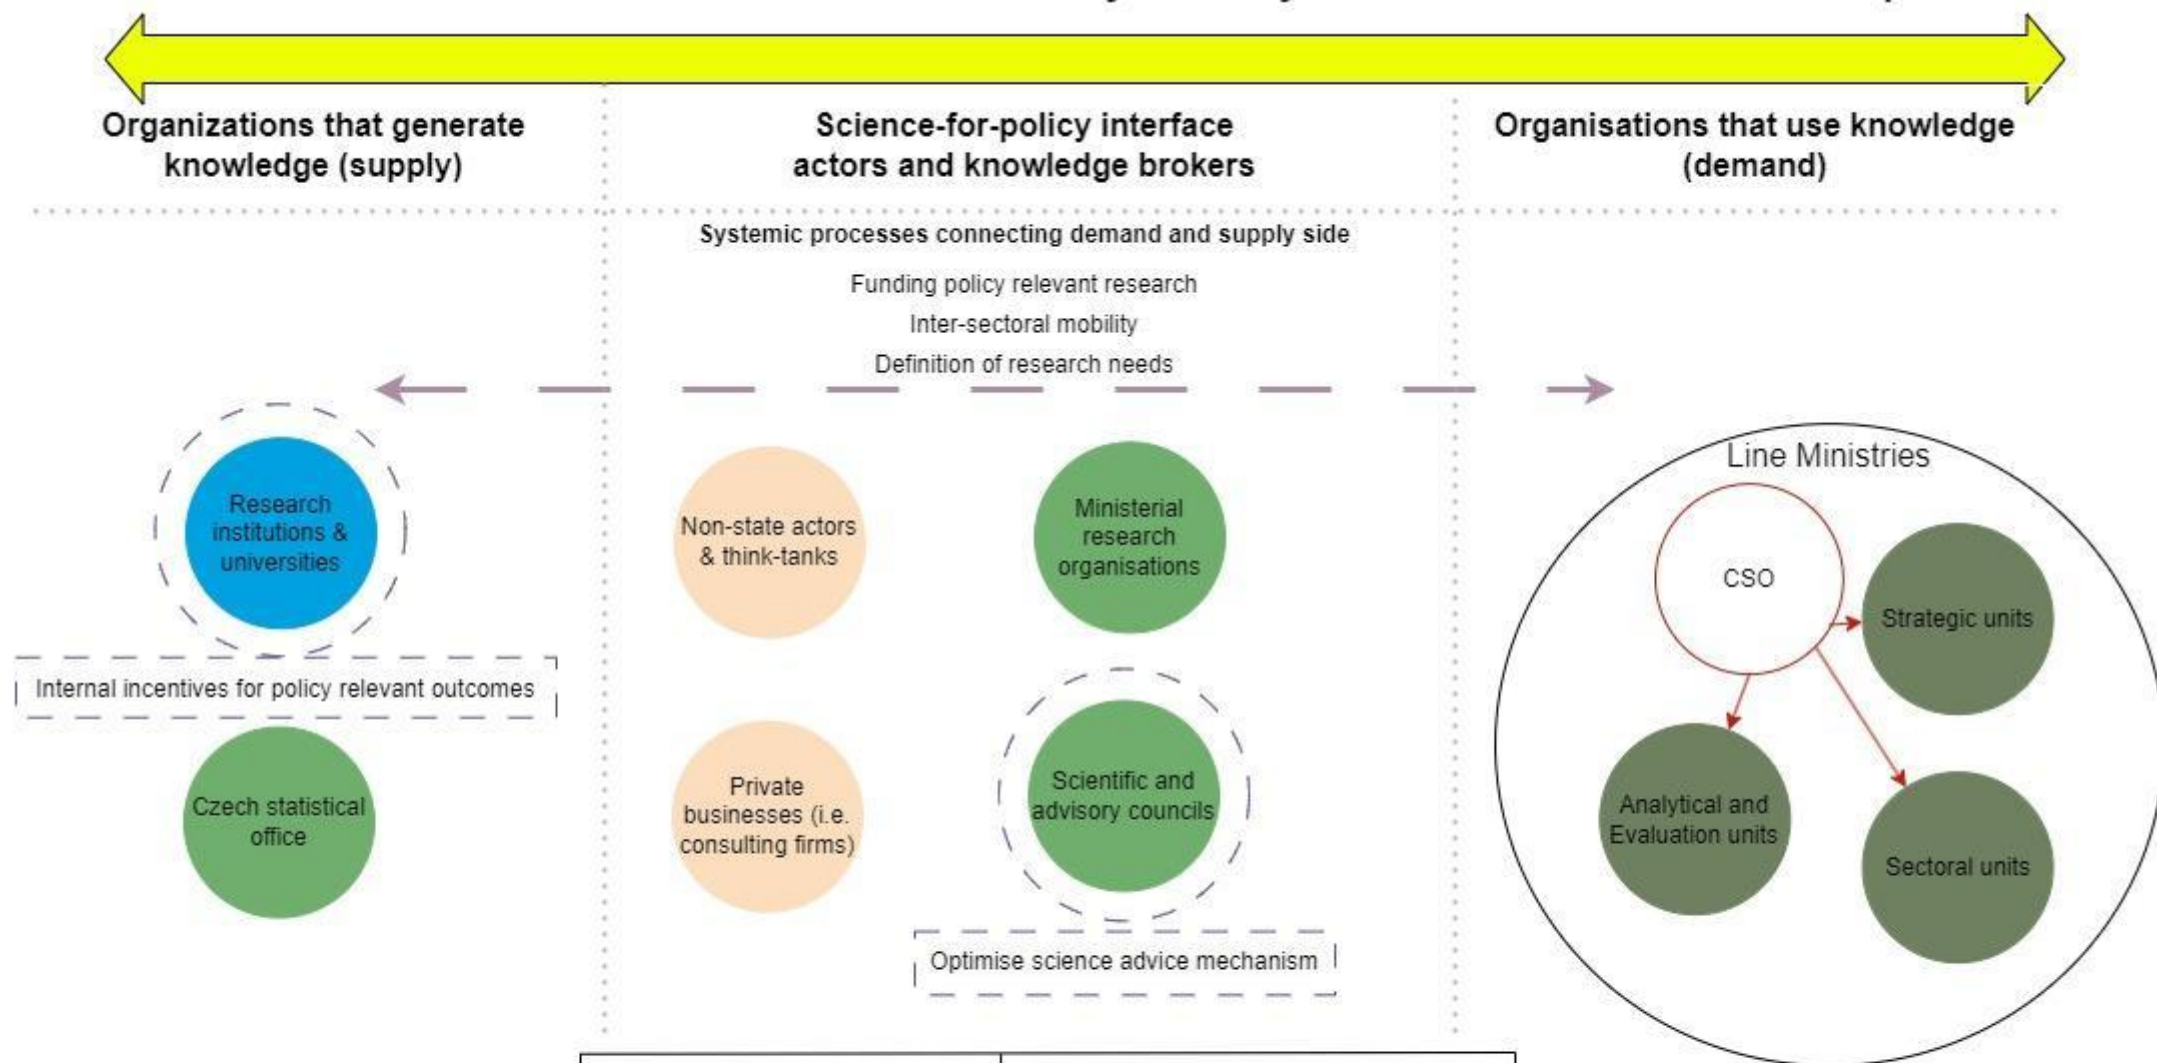 Organizations that generate
knowledge (supply)
Science-for-policy interface
actors and knowledge brokers
Organisations that use knowledge
(demand)
Systemic processes connecting demand and supply side
Funding policy relevant research
Inter-sectoral mobility
Definition of research needs
Research
institutions &
universities
Internal incentives for policy relevant outcomes
Czech statistical
office
Non-state actors
& think-tanks
Ministerial
research
organisations
Private
businesses (i.e.
consulting firms)
Scientific and
advisory councils
Optimise science advice mechanism
Line Ministries
CSO
Strategic units
Analytical and
Evaluation units
Sectoral units